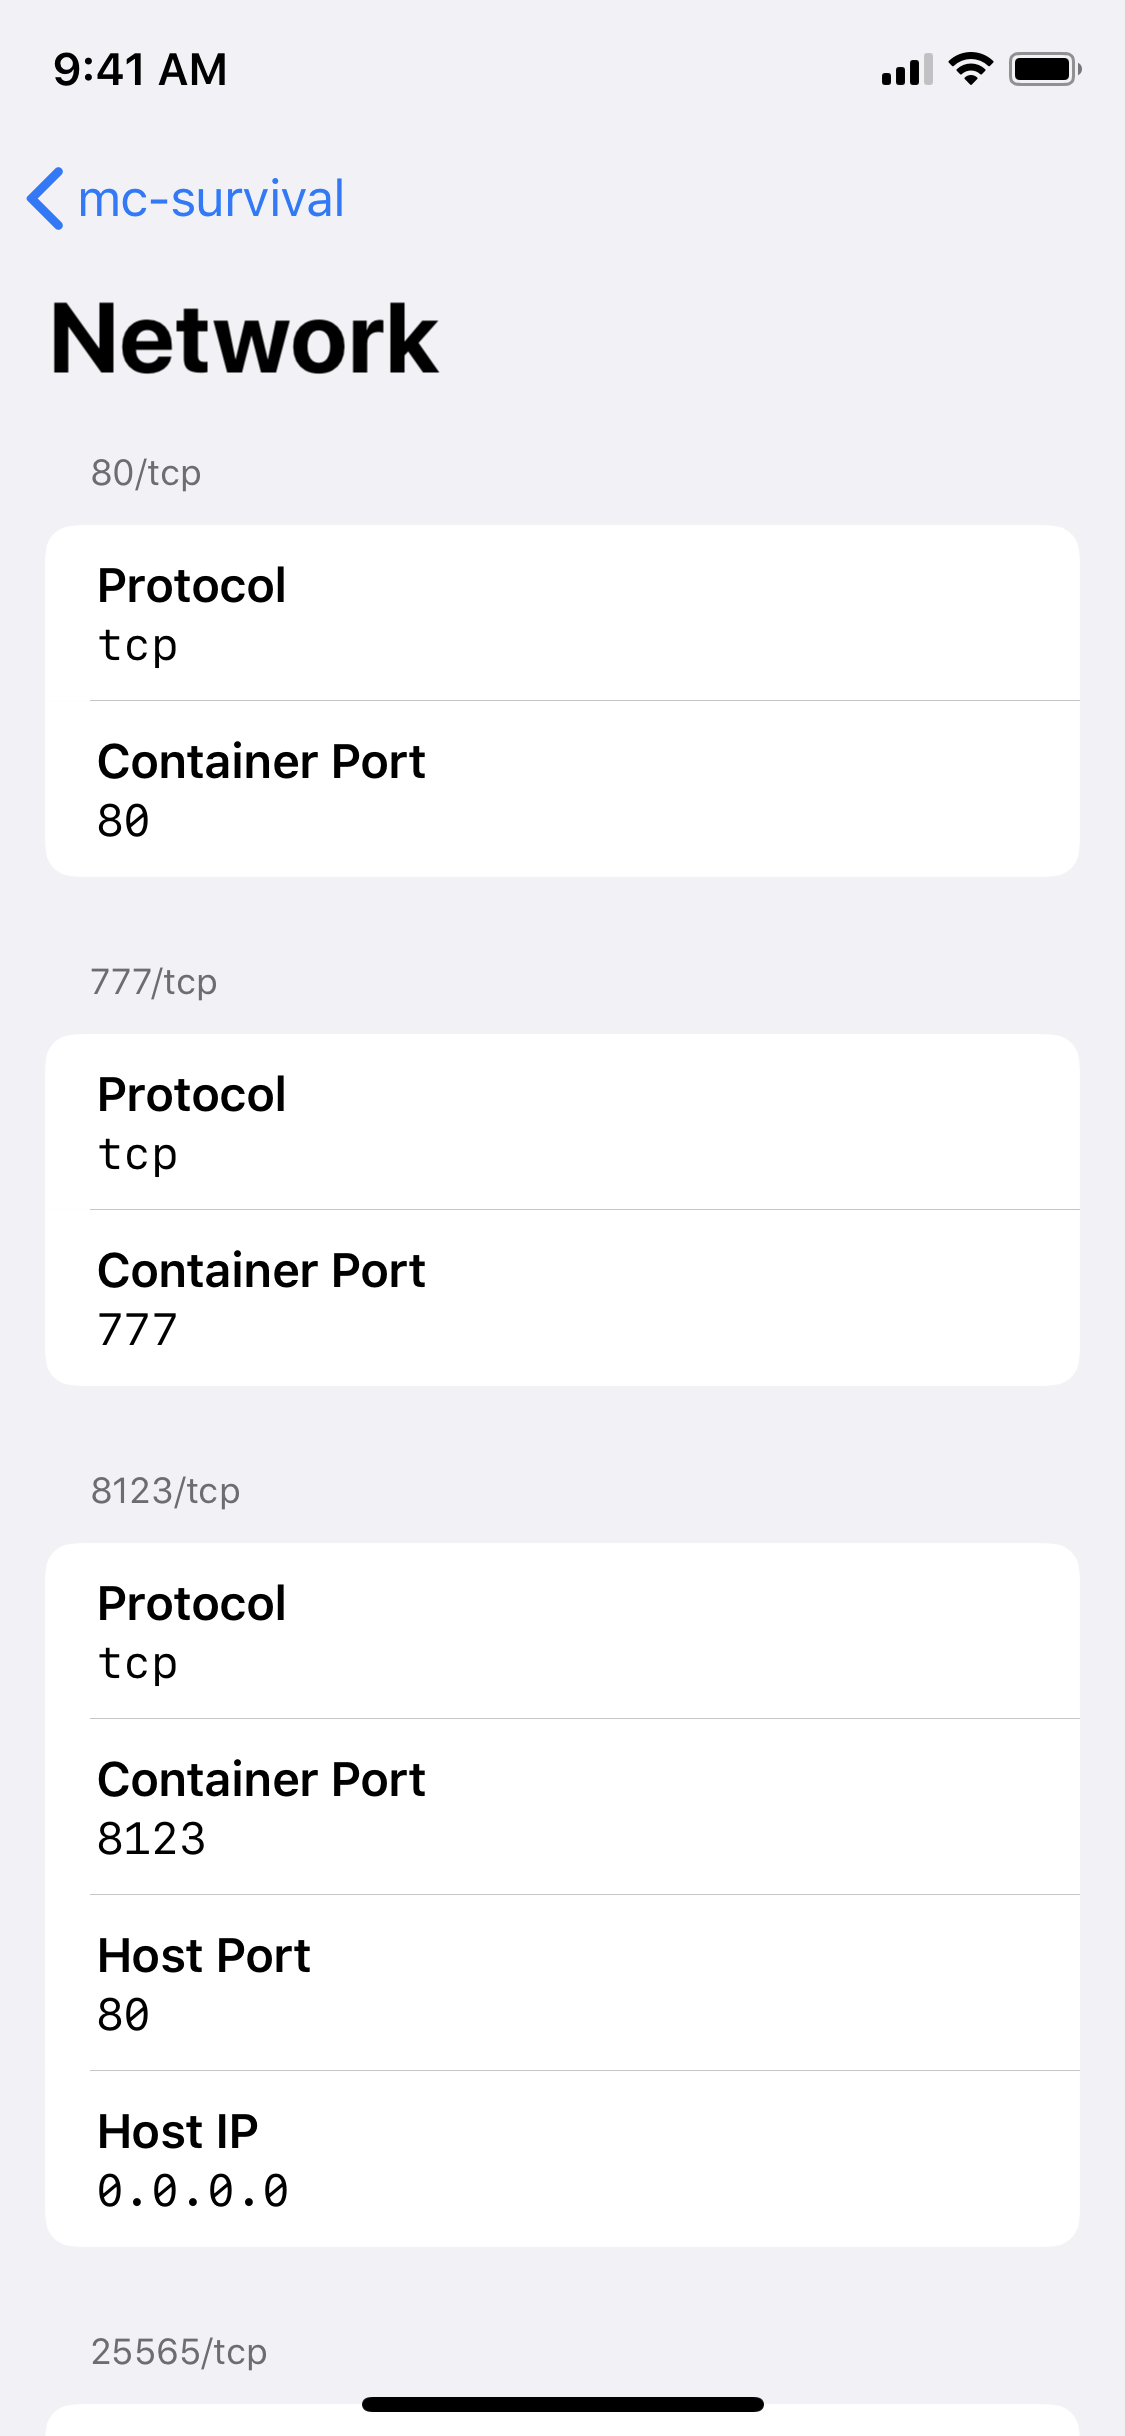 9:41 AM
mc-survival
Network
80/tcp
Protocol
tcp
Container Port
80
777/tcp
Protocol
tcp
Container Port
777
8123/tcp
Protocol
tcp
Container Port
8123
Host Port
80
Host IP
0.0.0.0
25565/tcp